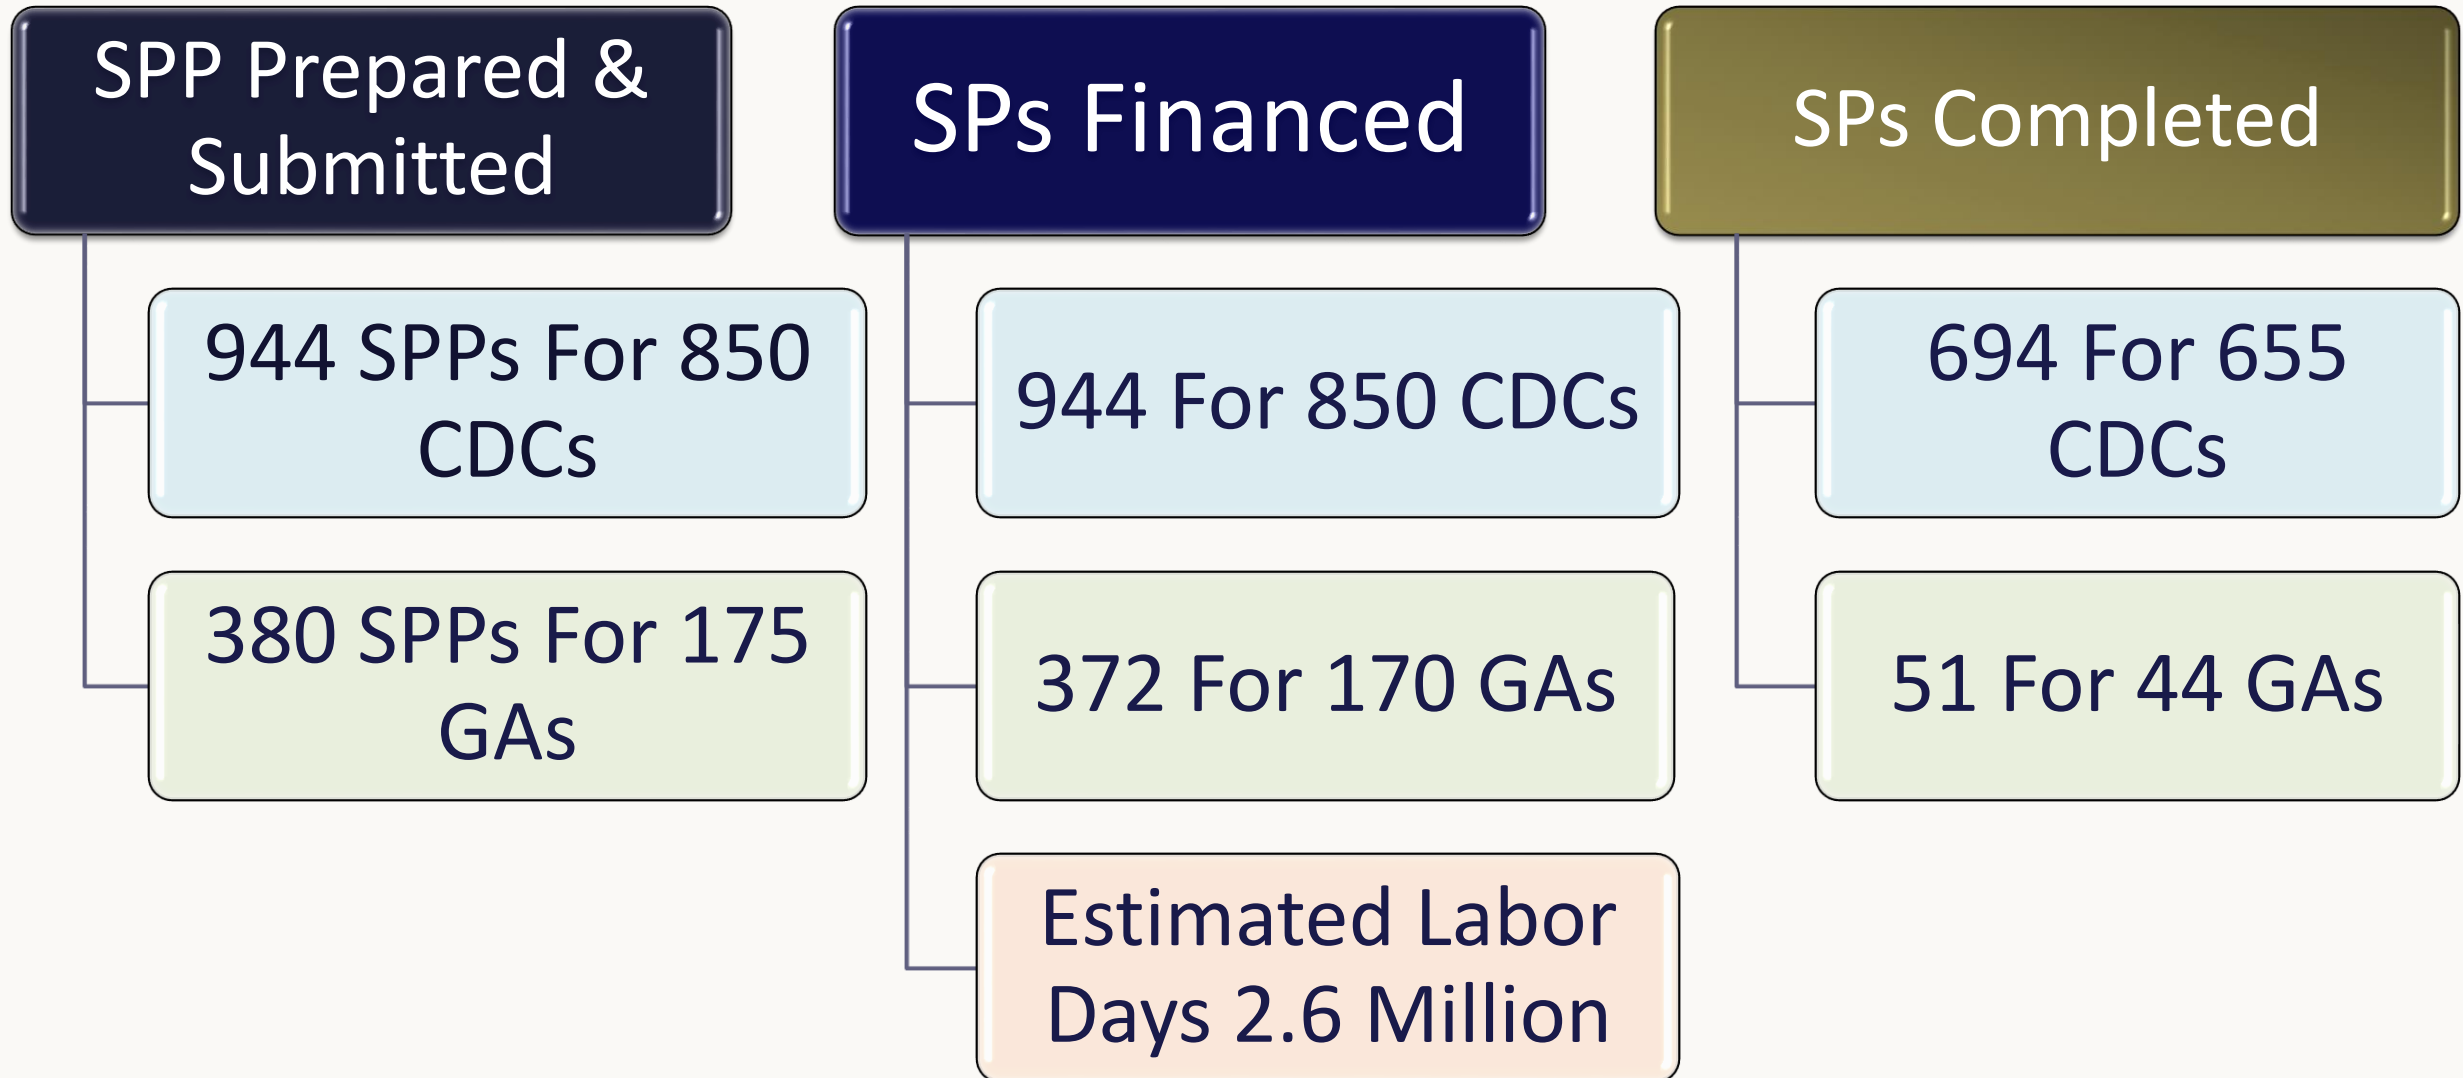 SPP Prepared &
Submitted
944 SPPs For 850
CDCs
380 SPPs For 175
GAs
SPs Financed
944 For 850 CDCs
372 For 170 GAs
Estimated Labor
Days 2.6 Million
SPs Completed
694 For 655
CDCs
51 For 44 GAs